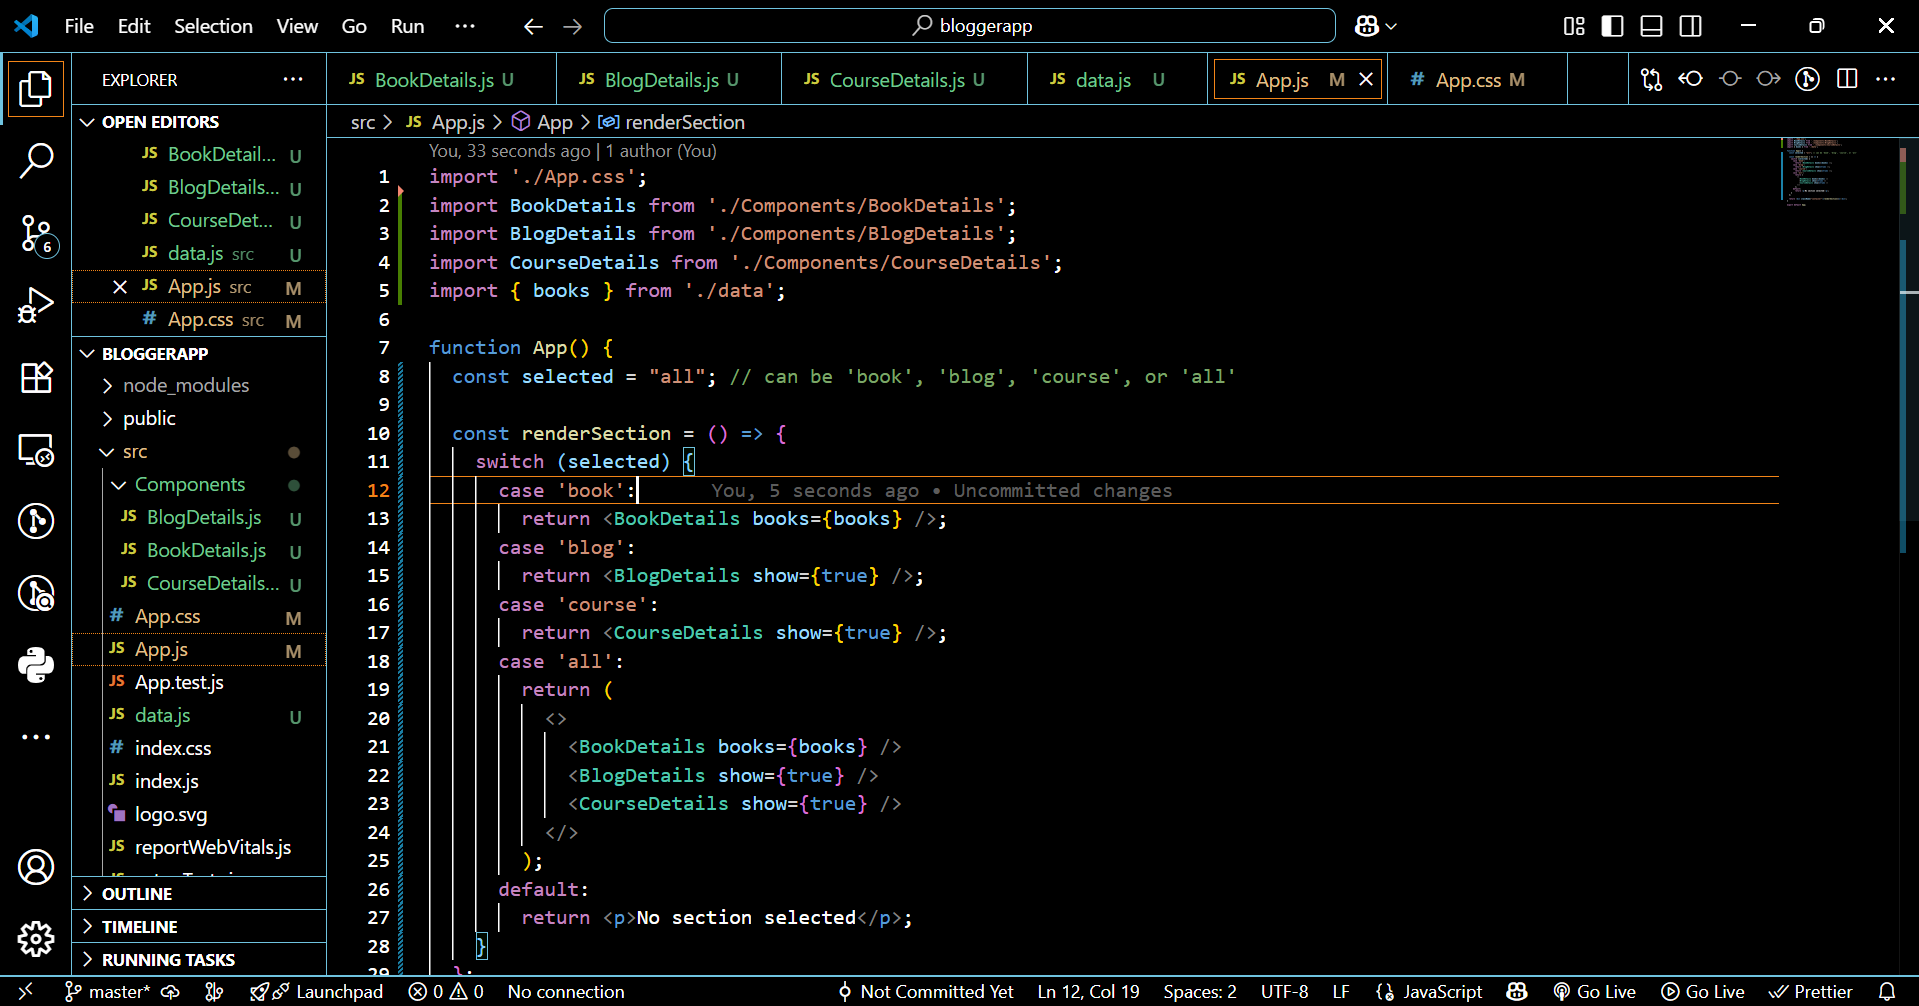 File Edit Selection View Go Run ··· bloggerapp
EXPLORER ···
OPEN EDITORS
JS BookDetail... U
JS BlogDetails... U
JS CourseDet... U
JS data.js src U
JS App.js src M
# App.css src M
BLOGGERAPP
node_modules
public
src
Components
JS BlogDetails.js U
JS BookDetails.js U
JS CourseDetails... U
# App.css M
JS App.js M
JS App.test.js
JS data.js U
# index.css
JS index.js
logo.svg
JS reportWebVitals.js
OUTLINE
TIMELINE
RUNNING TASKS
6
JS BookDetails.js U JS BlogDetails.js U JS CourseDetails.js U JS data.js U JS App.js M # App.css M
src > JS App.js > App > renderSection
You, 33 seconds ago | 1 author (You)
1 import './App.css';
2 import BookDetails from './Components/BookDetails';
3 import BlogDetails from './Components/BlogDetails';
4 import CourseDetails from './Components/CourseDetails';
5 import { books } from './data';
6
7 function App() {
8 const selected = "all"; // can be 'book', 'blog', 'course', or 'all'
9
10 const renderSection = () => {
11 switch (selected) {
12 case 'book': You, 5 seconds ago • Uncommitted changes
13 return <BookDetails books={books} />;
14 case 'blog':
15 return <BlogDetails show={true} />;
16 case 'course':
17 return <CourseDetails show={true} />;
18 case 'all':
19 return (
20 <>
21 <BookDetails books={books} />
22 <BlogDetails show={true} />
23 <CourseDetails show={true} />
24 </>
25 );
26 default:
27 return <p>No section selected</p>;
28 }
29 };
master* Launchpad 0 0 No connection Not Committed Yet Ln 12, Col 19 Spaces: 2 UTF-8 LF JavaScript Go Live Go Live Prettier